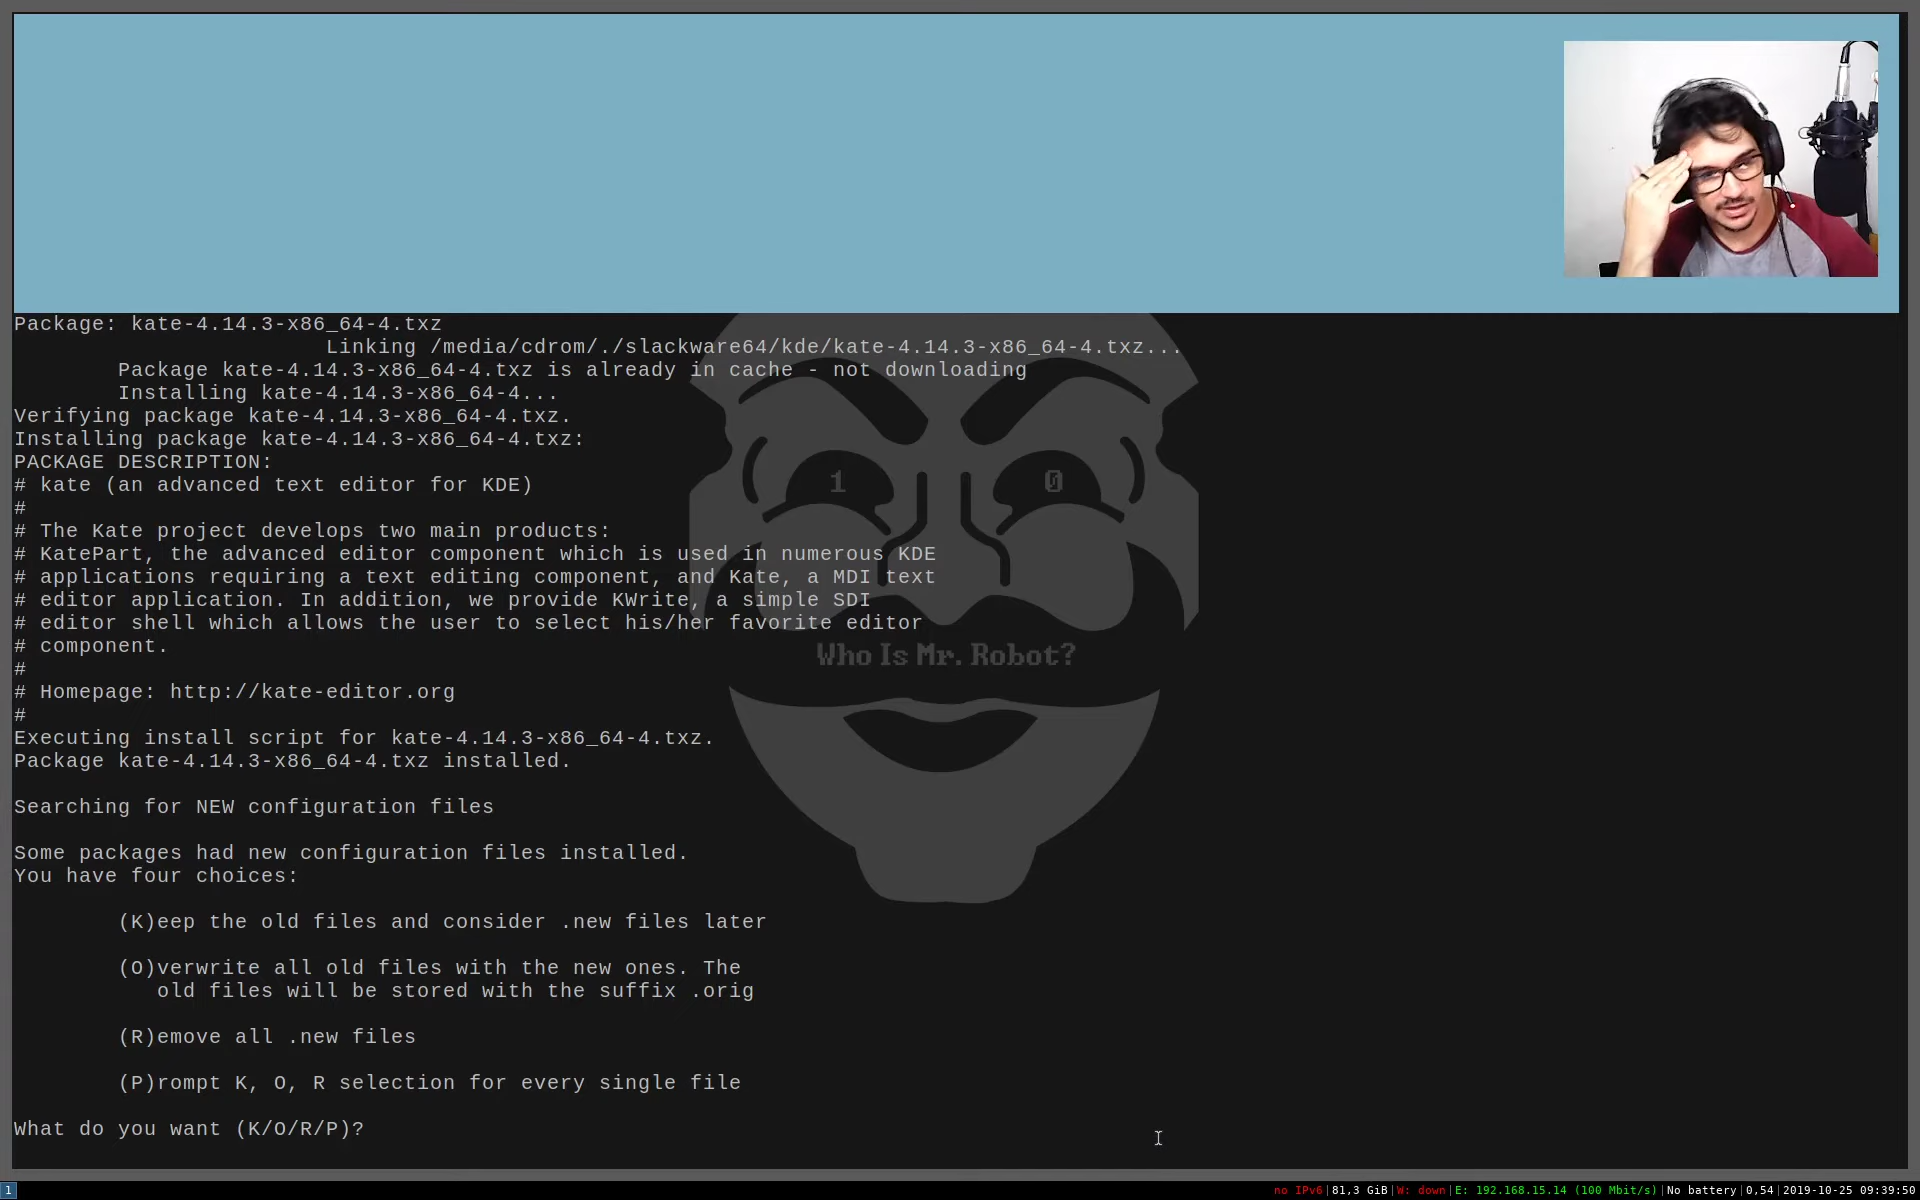 Package: kate-4.14.3-x86_64-4.txz
Linking /media/cdrom/./slackware64/kde/kate-4.14.3-x86_64-4.txz...
Package kate-4.14.3-x86_64-4.txz is already in cache - not downloading
Installing kate-4.14.3-x86_64-4...
Verifying package kate-4.14.3-x86_64-4.txz.
Installing package kate-4.14.3-x86_64-4.txz:
PACKAGE DESCRIPTION:
1 0
# kate (an advanced text editor for KDE)
#
# The Kate project develops two main products:
# KatePart, the advanced editor component which is used in numerous KDE
# applications requiring a text editing component, and Kate, a MDI text
# editor application. In addition, we provide KWrite, a simple SDI
# editor shell which allows the user to select his/her favorite editor
# component.
Who Is Mr. Robot?
#
# Homepage: http://kate-editor.org
#
Executing install script for kate-4.14.3-x86_64-4.txz.
Package kate-4.14.3-x86_64-4.txz installed.
Searching for NEW configuration files
Some packages had new configuration files installed.
You have four choices:
(K)eep the old files and consider .new files later
(O)verwrite all old files with the new ones. The
old files will be stored with the suffix .orig
(R)emove all .new files
(P)rompt K, O, R selection for every single file
What do you want (K/O/R/P)?
1 no IPv6|81,3 GiB|W: down|E: 192.168.15.14 (100 Mbit/s)|No battery|0,54|2019-10-25 09:39:50